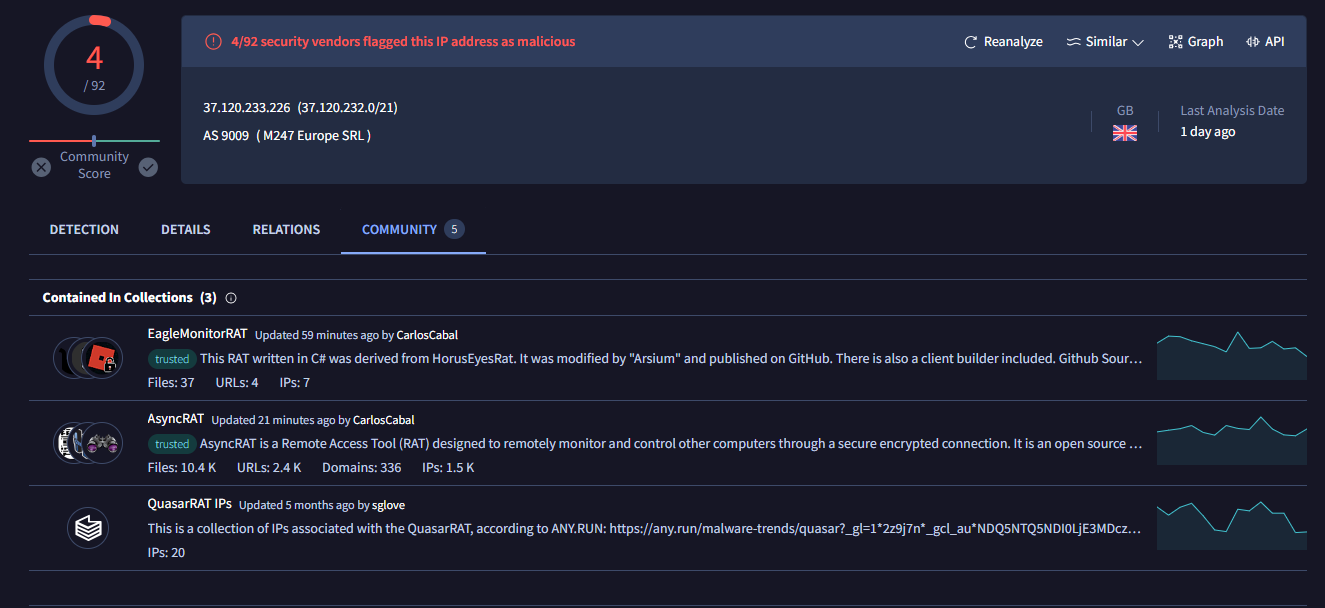 4
/ 92
Community
Score
4/92 security vendors flagged this IP address as malicious
Reanalyze
Similar
Graph
API
37.120.233.226 (37.120.232.0/21)
AS 9009 ( M247 Europe SRL )
GB
Last Analysis Date
1 day ago
DETECTION
DETAILS
RELATIONS
COMMUNITY 5
Contained In Collections (3)
EagleMonitorRAT Updated 59 minutes ago by CarlosCabal
trusted This RAT written in C# was derived from HorusEyesRat. It was modified by "Arsium" and published on GitHub. There is also a client builder included. Github Sour…
Files: 37 URLs: 4 IPs: 7
AsyncRAT Updated 21 minutes ago by CarlosCabal
trusted AsyncRAT is a Remote Access Tool (RAT) designed to remotely monitor and control other computers through a secure encrypted connection. It is an open source …
Files: 10.4 K URLs: 2.4 K Domains: 336 IPs: 1.5 K
QuasarRAT IPs Updated 5 months ago by sglove
This is a collection of IPs associated with the QuasarRAT, according to ANY.RUN: https://any.run/malware-trends/quasar?_gl=1*2z9j7n*_gcl_au*NDQ5NTQ5NDI0LjE3MDcz…
IPs: 20